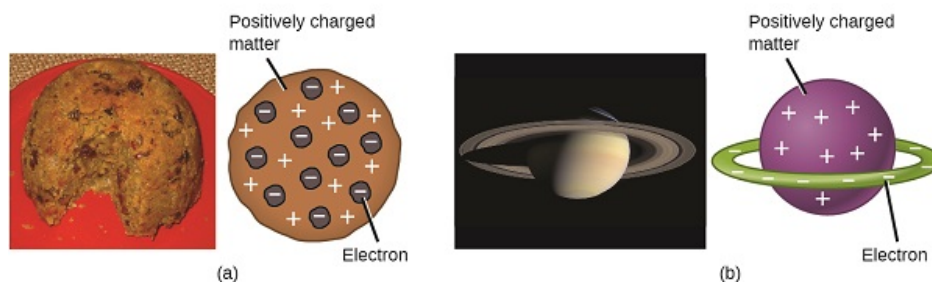 Positively charged
matter
Electron
(a)
Positively charged
matter
Electron
(b)